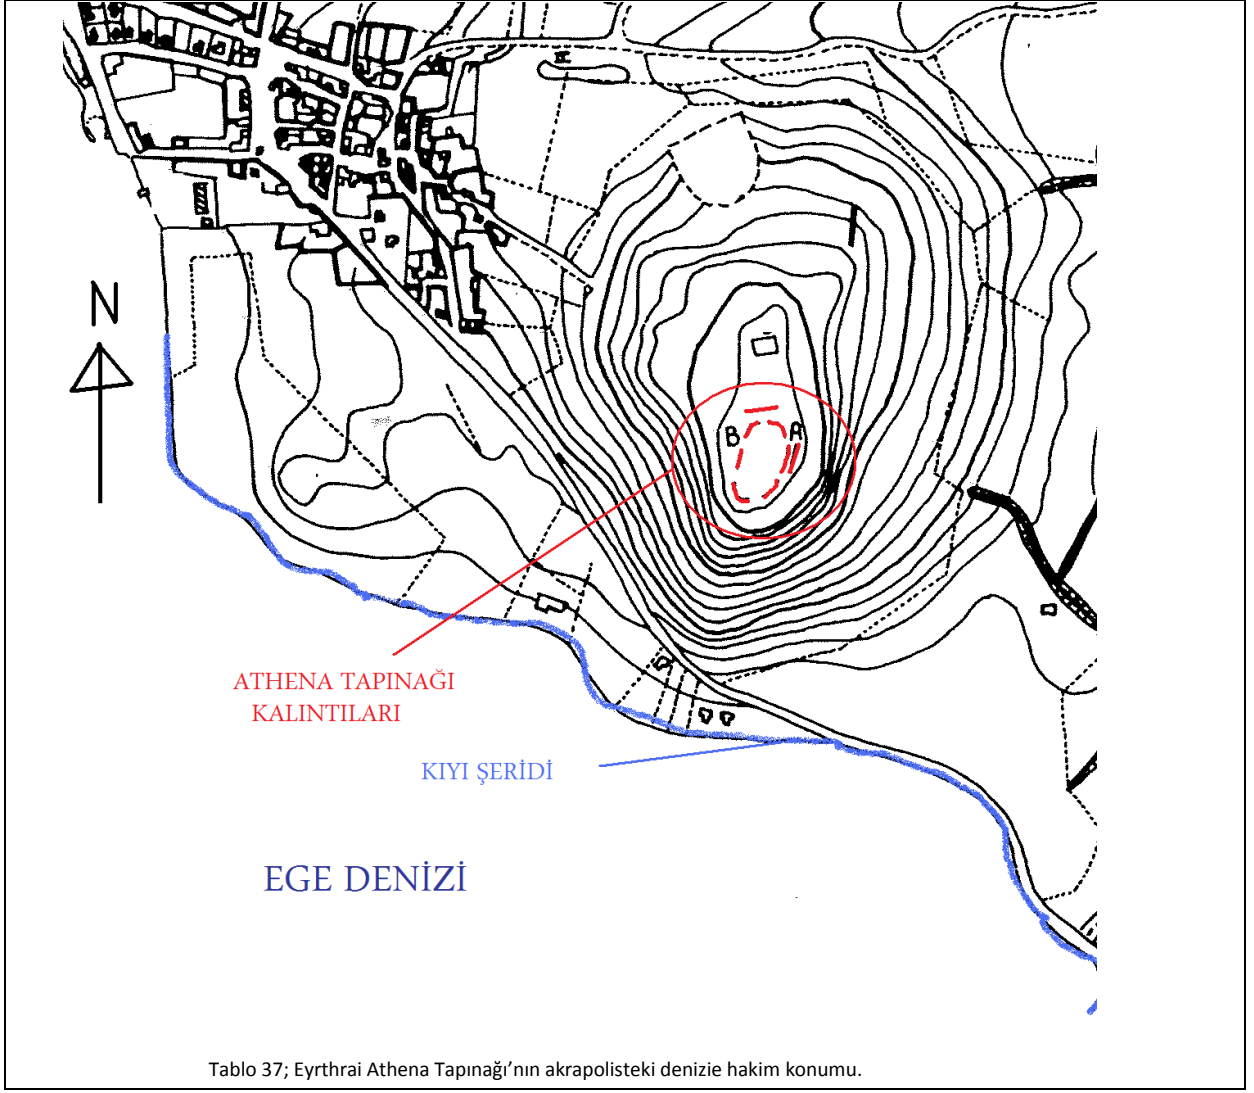 N
B
A
ATHENA TAPINAĞI
KALINTILARI
KIYI ŞERİDİ
EGE DENİZİ
Tablo 37; Eyrthrai Athena Tapınağı’nın akrapolisteki denizie hakim konumu.